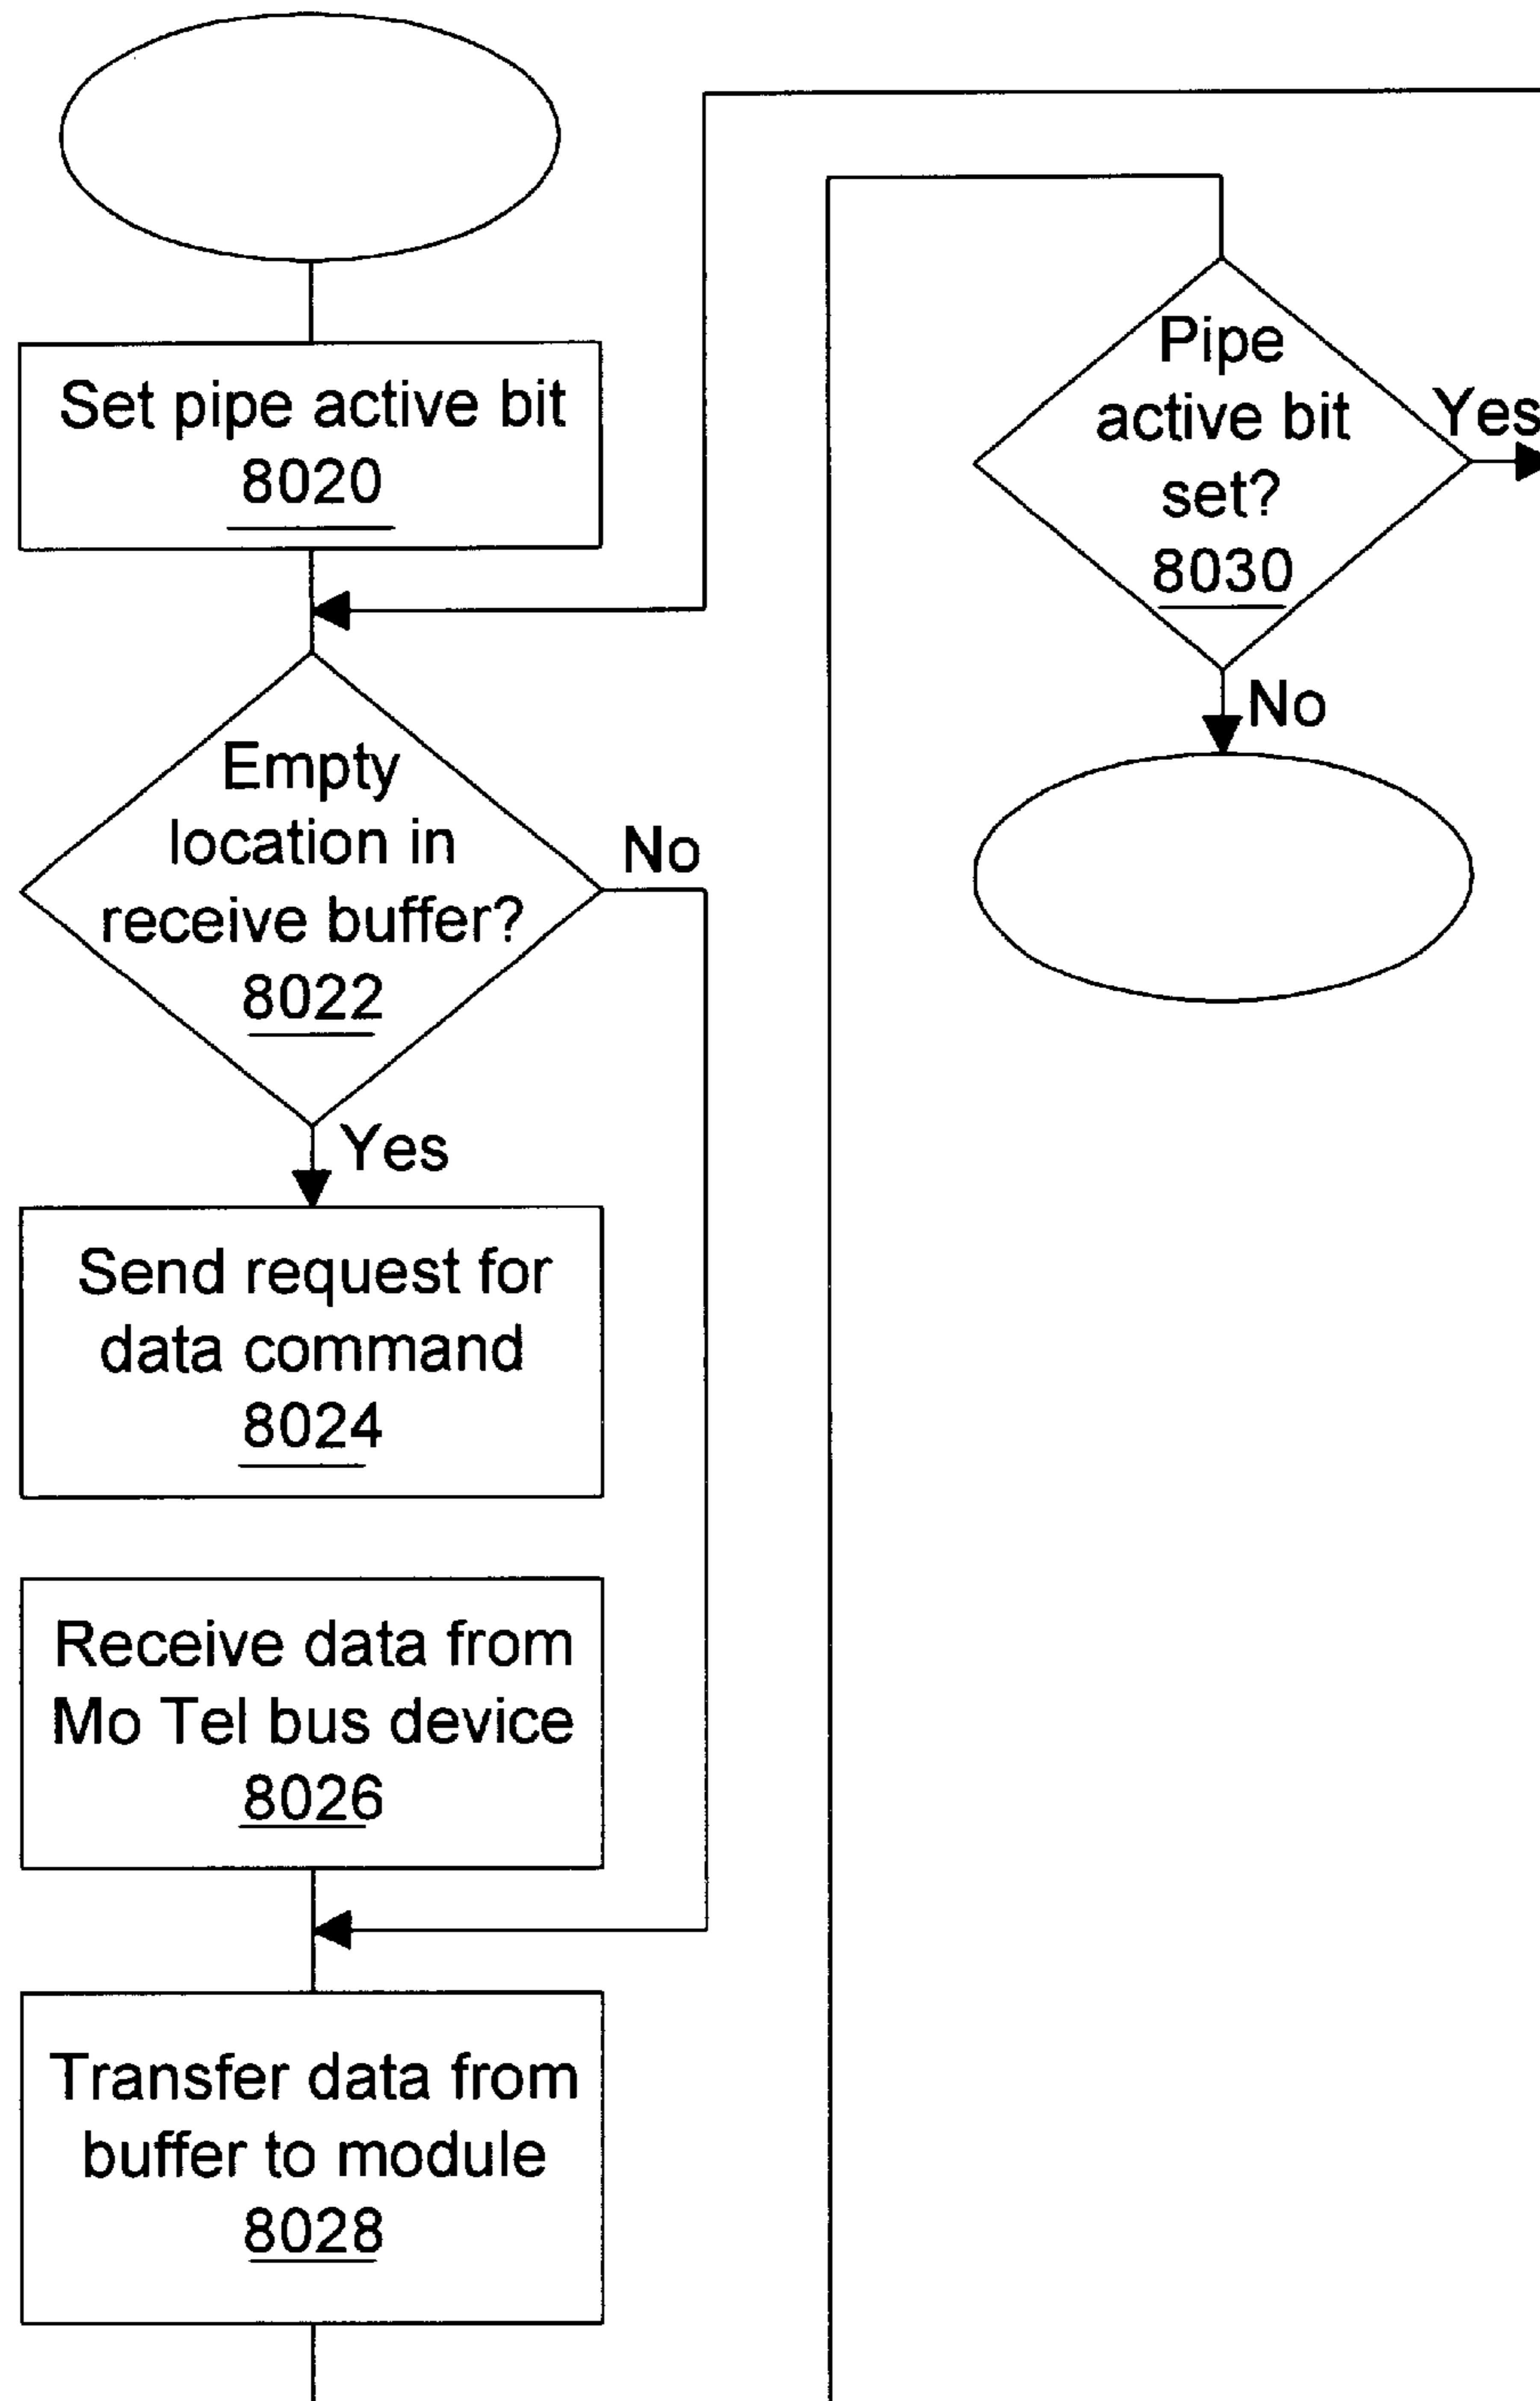 Set pipe active bit
8020
Empty
location in
receive buffer?
8022
No
Yes
Send request for
data command
8024
Receive data from
Mo Tel bus device
8026
Transfer data from
buffer to module
8028
Pipe
active bit
set?
8030
Yes
No